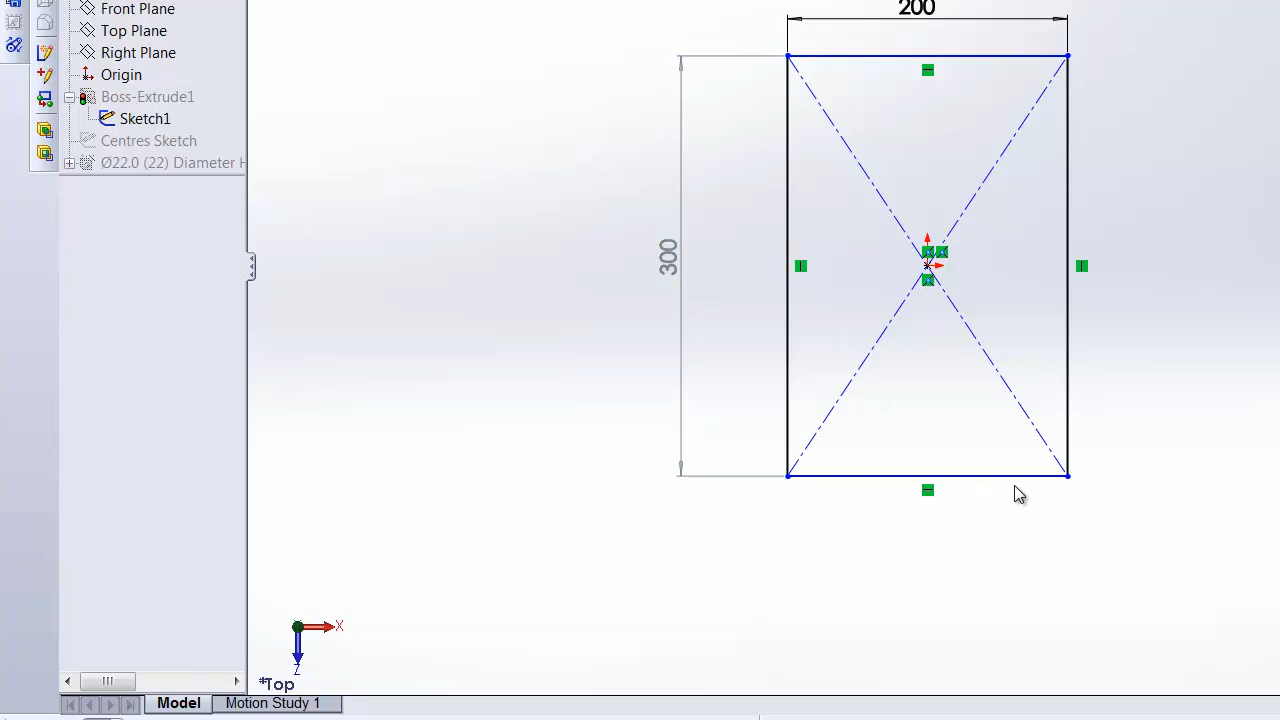 Front Plane
Top Plane
Right Plane
Origin
Boss-Extrude1
Sketch1
Centres Sketch
Ø22.0 (22) Diameter H
200
300
X
Z
*Top
Model
Motion Study 1